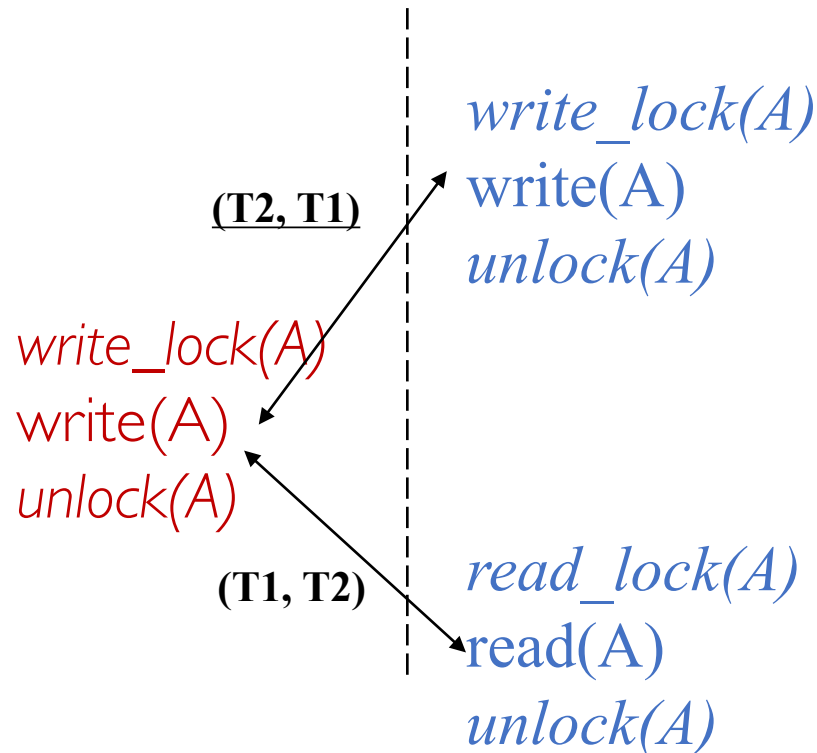 write_lock(A)
write(A)
unlock(A)
(T2, T1)
write_lock(A)
write(A)
unlock(A)
(T1, T2)
read_lock(A)
read(A)
unlock(A)